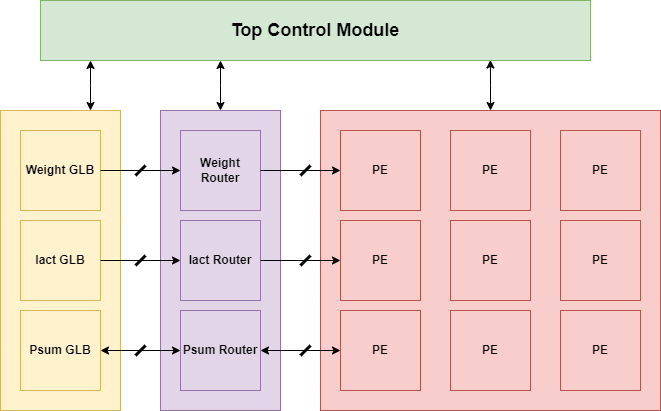 Top Control Module
Weight GLB
Weight
Router
PE
PE
PE
Iact GLB
Iact Router
PE
PE
PE
Psum GLB
Psum Router
PE
PE
PE